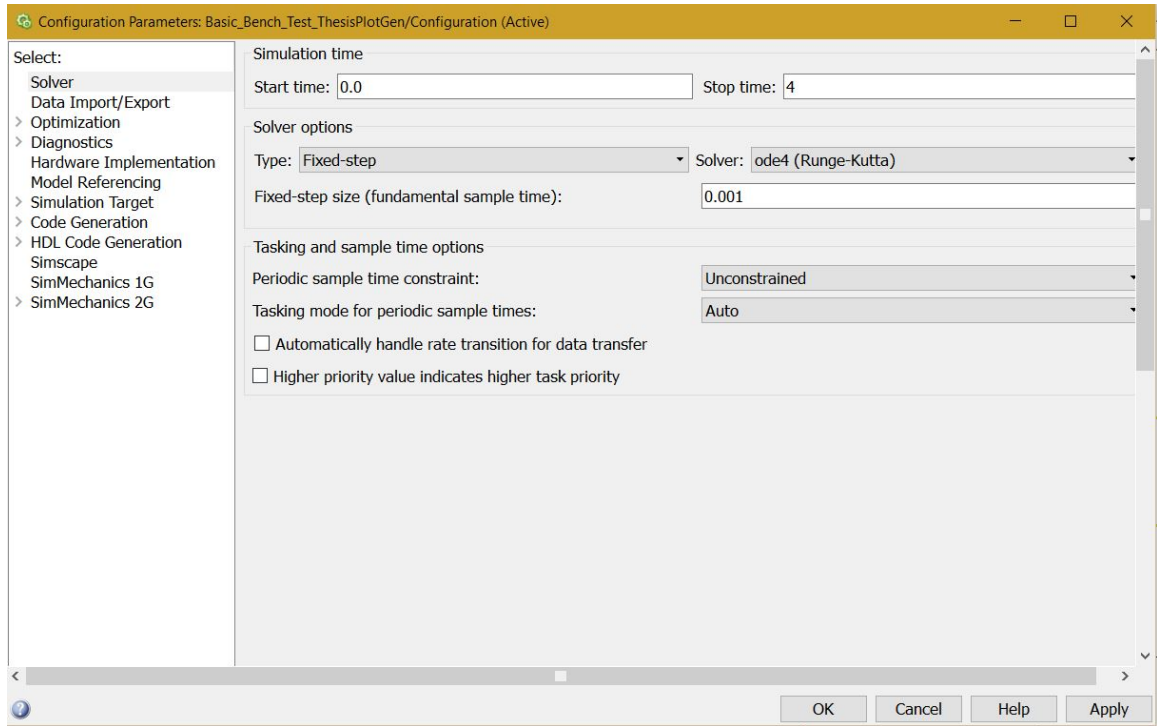 Configuration Parameters: Basic_Bench_Test_ThesisPlotGen/Configuration (Active)
Select:
Solver
Data Import/Export
Optimization
Diagnostics
Hardware Implementation
Model Referencing
Simulation Target
Code Generation
HDL Code Generation
Simscape
SimMechanics 1G
SimMechanics 2G
Simulation time
Start time: 0.0 Stop time: 4
Solver options
Type: Fixed-step Solver: ode4 (Runge-Kutta)
Fixed-step size (fundamental sample time): 0.001
Tasking and sample time options
Periodic sample time constraint: Unconstrained
Tasking mode for periodic sample times: Auto
Automatically handle rate transition for data transfer
Higher priority value indicates higher task priority
OK Cancel Help Apply